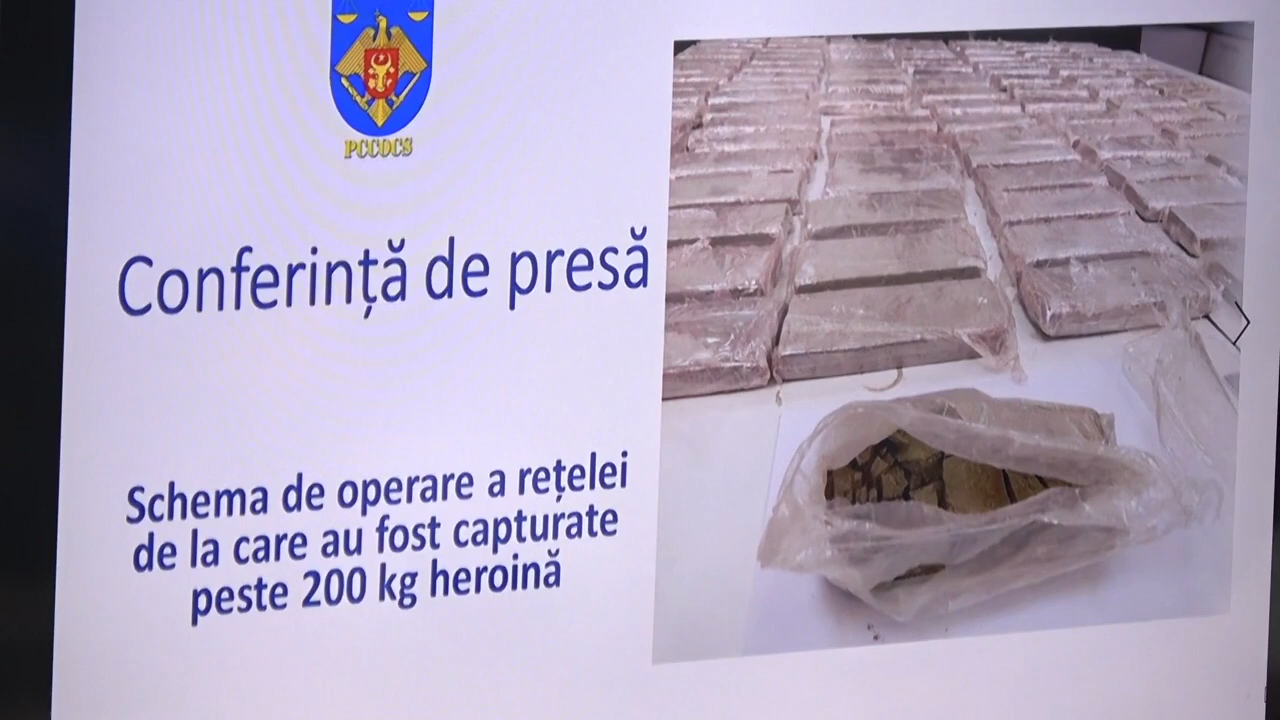 PCCOCS
Conferință de presă
Schema de operare a rețelei
de la care au fost capturate
peste 200 kg heroină